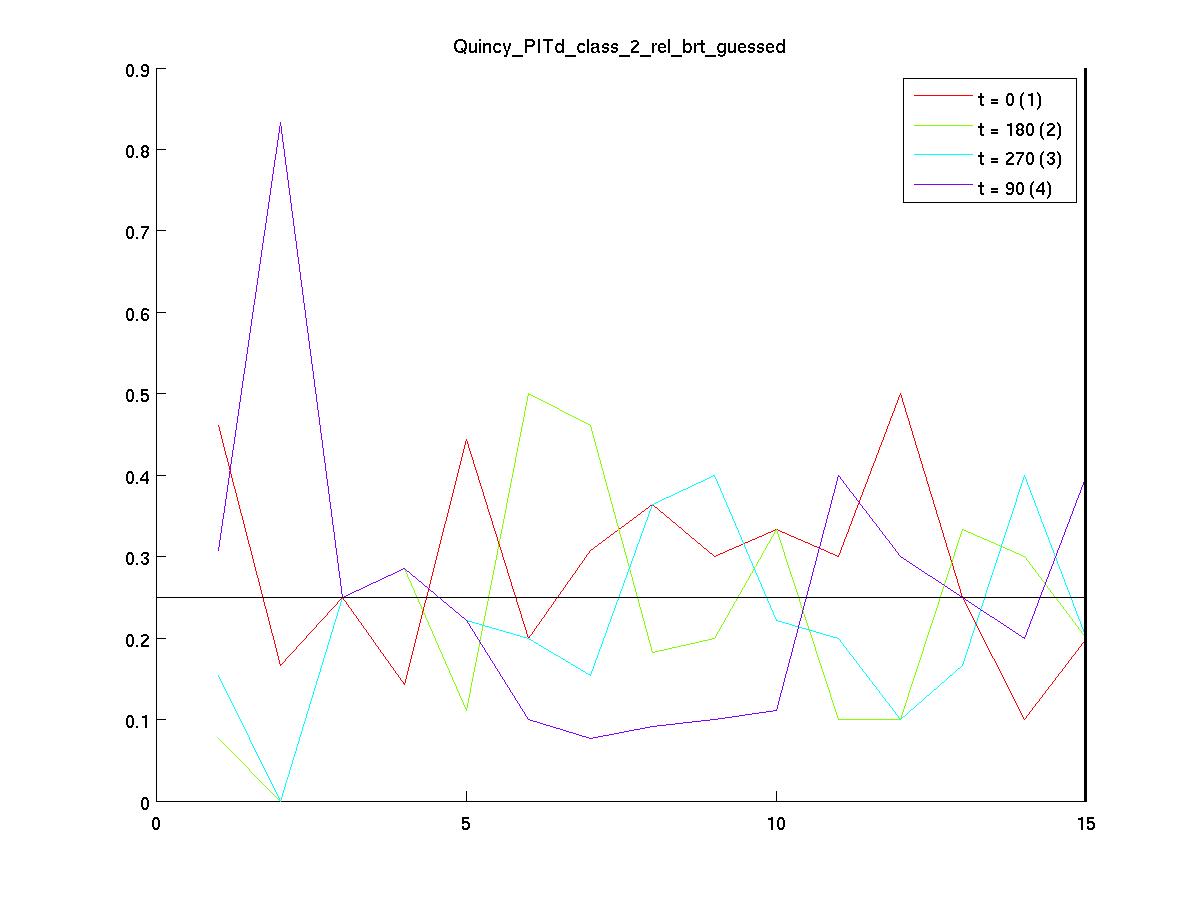 Quincy_PITd_class_2_rel_brt_guessed
0.9
0.8
0.7
0.6
0.5
0.4
0.3
0.2
0.1
0
0 5 10 15
t = 0 (1)
t = 180 (2)
t = 270 (3)
t = 90 (4)